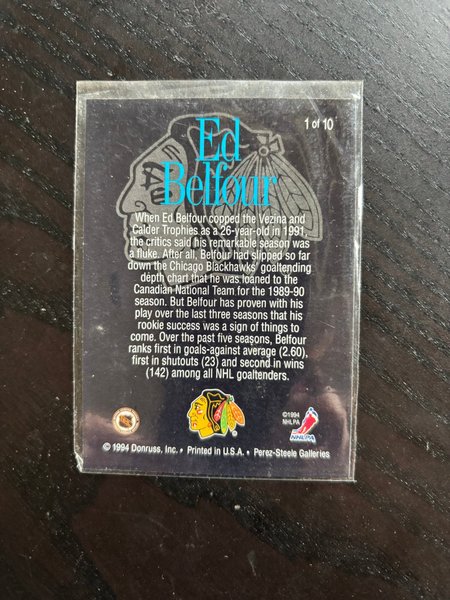 1 of 10
Ed
Belfour
When Ed Belfour copped the Vezina and
Calder Trophies as a 26-year-old in 1991,
the critics said his remarkable season was
a fluke. After all, Belfour had slipped so far
down the Chicago Blackhawks' goaltending
depth chart that he was loaned to the
Canadian National Team for the 1989-90
season. But Belfour has proven with his
play over the last three seasons that his
rookie success was a sign of things to
come. Over the past five seasons, Belfour
ranks first in goals-against average (2.60),
first in shutouts (23) and second in wins
(142) among all NHL goaltenders.
©1994
NHLPA
NHLPA
© 1994 Donruss, Inc. • Printed in U.S.A. • Perez-Steele Galleries